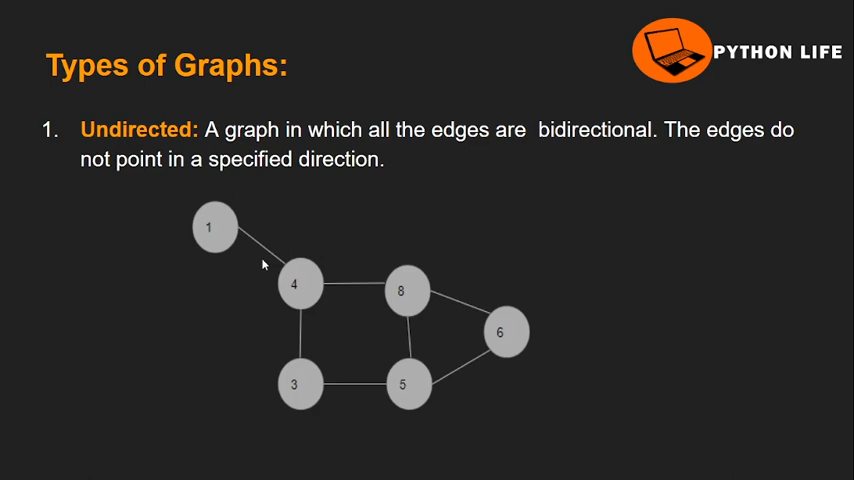 Types of Graphs:
PYTHON LIFE
1. Undirected: A graph in which all the edges are bidirectional. The edges do
not point in a specified direction.
1
4
8
6
3
5